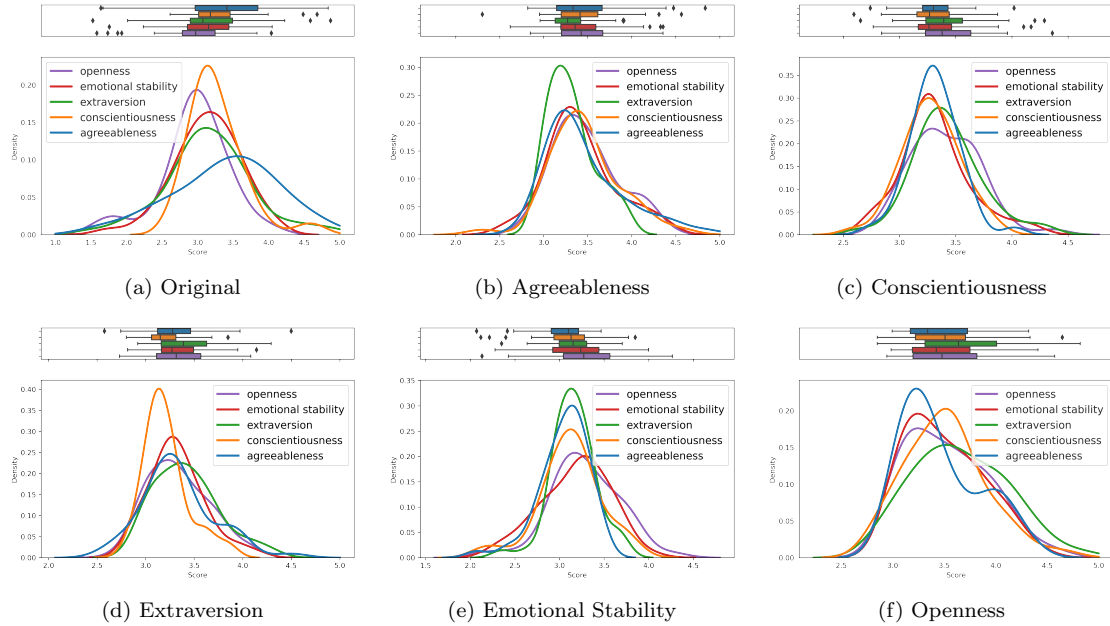 openness
emotional stability
extraversion
conscientiousness
agreeableness
Density
0.20
0.15
0.10
0.05
0.00
1.0 1.5 2.0 2.5 3.0 3.5 4.0 4.5 5.0
Score
(a) Original
openness
emotional stability
extraversion
conscientiousness
agreeableness
Density
0.30
0.25
0.20
0.15
0.10
0.05
0.00
2.0 2.5 3.0 3.5 4.0 4.5 5.0
Score
(b) Agreeableness
openness
emotional stability
extraversion
conscientiousness
agreeableness
Density
0.35
0.30
0.25
0.20
0.15
0.10
0.05
0.00
2.5 3.0 3.5 4.0 4.5
Score
(c) Conscientiousness
openness
emotional stability
extraversion
conscientiousness
agreeableness
Density
0.40
0.35
0.30
0.25
0.20
0.15
0.10
0.05
0.00
2.0 2.5 3.0 3.5 4.0 4.5 5.0
Score
(d) Extraversion
openness
emotional stability
extraversion
conscientiousness
agreeableness
Density
0.35
0.30
0.25
0.20
0.15
0.10
0.05
0.00
1.5 2.0 2.5 3.0 3.5 4.0 4.5
Score
(e) Emotional Stability
openness
emotional stability
extraversion
conscientiousness
agreeableness
Density
0.20
0.15
0.10
0.05
0.00
2.5 3.0 3.5 4.0 4.5 5.0
Score
(f) Openness